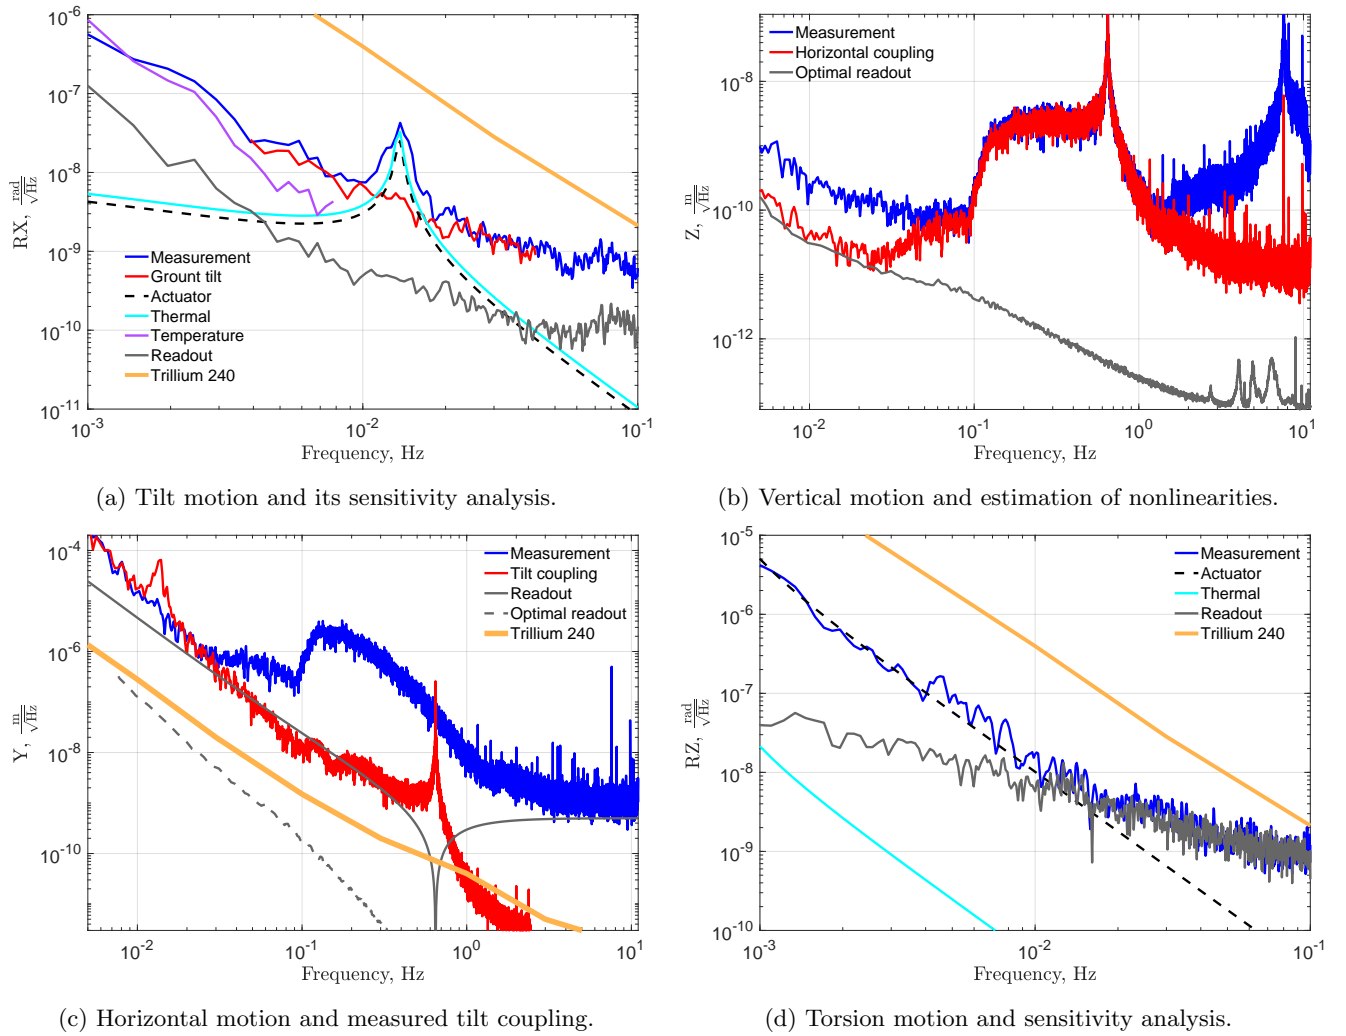 10^-6
10^-7
10^-8
10^-9
10^-10
10^-11
RX, rad/√Hz
Measurement
Ground tilt
Actuator
Thermal
Temperature
Readout
Trillium 240
10^-3
10^-2
10^-1
Frequency, Hz
(a) Tilt motion and its sensitivity analysis.
10^-8
10^-10
10^-12
Z, m/√Hz
Measurement
Horizontal coupling
Optimal readout
10^-2
10^-1
10^0
10^1
Frequency, Hz
(b) Vertical motion and estimation of nonlinearities.
10^-4
10^-6
10^-8
10^-10
Y, m/√Hz
Measurement
Tilt coupling
Readout
Optimal readout
Trillium 240
10^-2
10^-1
10^0
10^1
Frequency, Hz
(c) Horizontal motion and measured tilt coupling.
10^-5
10^-6
10^-7
10^-8
10^-9
10^-10
RZ, rad/√Hz
Measurement
Actuator
Thermal
Readout
Trillium 240
10^-3
10^-2
10^-1
Frequency, Hz
(d) Torsion motion and sensitivity analysis.